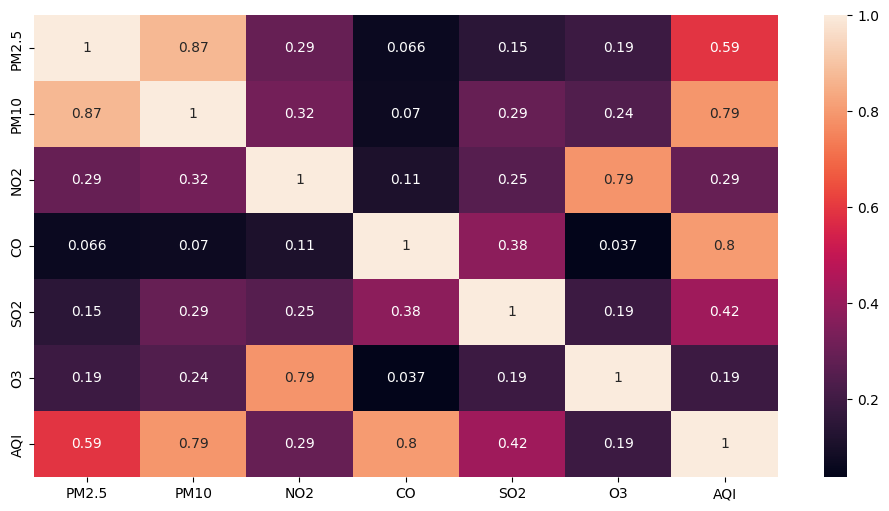 PM2.5 1 0.87 0.29 0.066 0.15 0.19 0.59
PM10 0.87 1 0.32 0.07 0.29 0.24 0.79
NO2 0.29 0.32 1 0.11 0.25 0.79 0.29
CO 0.066 0.07 0.11 1 0.38 0.037 0.8
SO2 0.15 0.29 0.25 0.38 1 0.19 0.42
O3 0.19 0.24 0.79 0.037 0.19 1 0.19
AQI 0.59 0.79 0.29 0.8 0.42 0.19 1
PM2.5 PM10 NO2 CO SO2 O3 AQI
1.0
0.8
0.6
0.4
0.2